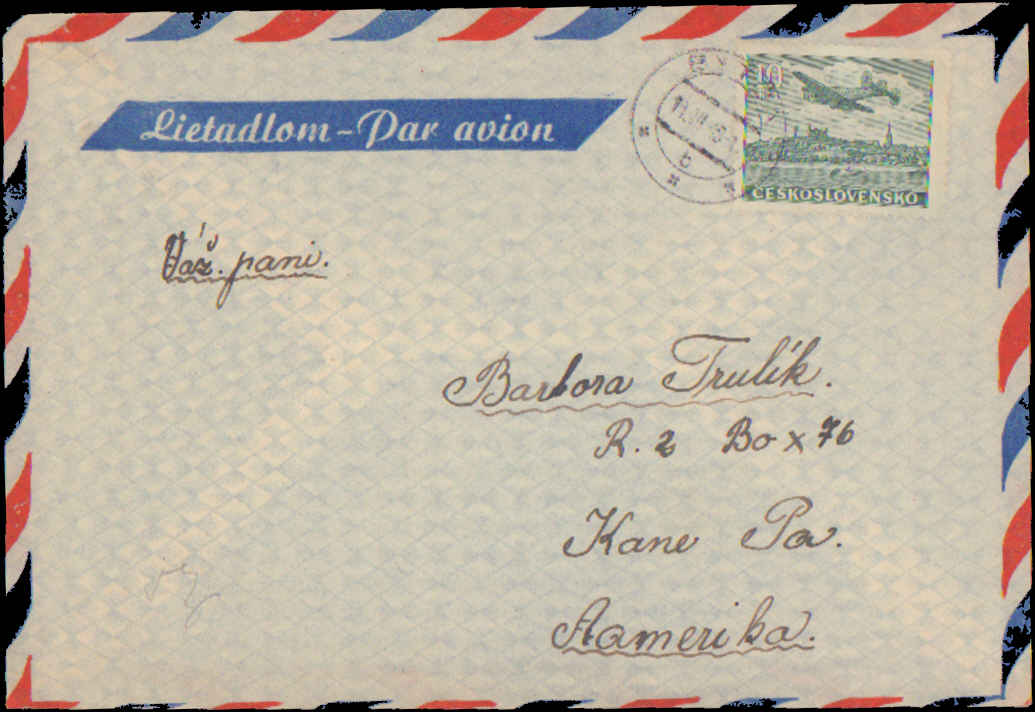 Lietadlom - Par avion
10
b
ČESKOSLOVENSKO
Váž. pani.
Barbora Trulík.
R. 2 Box 76
Kane Pa.
Aamerika.